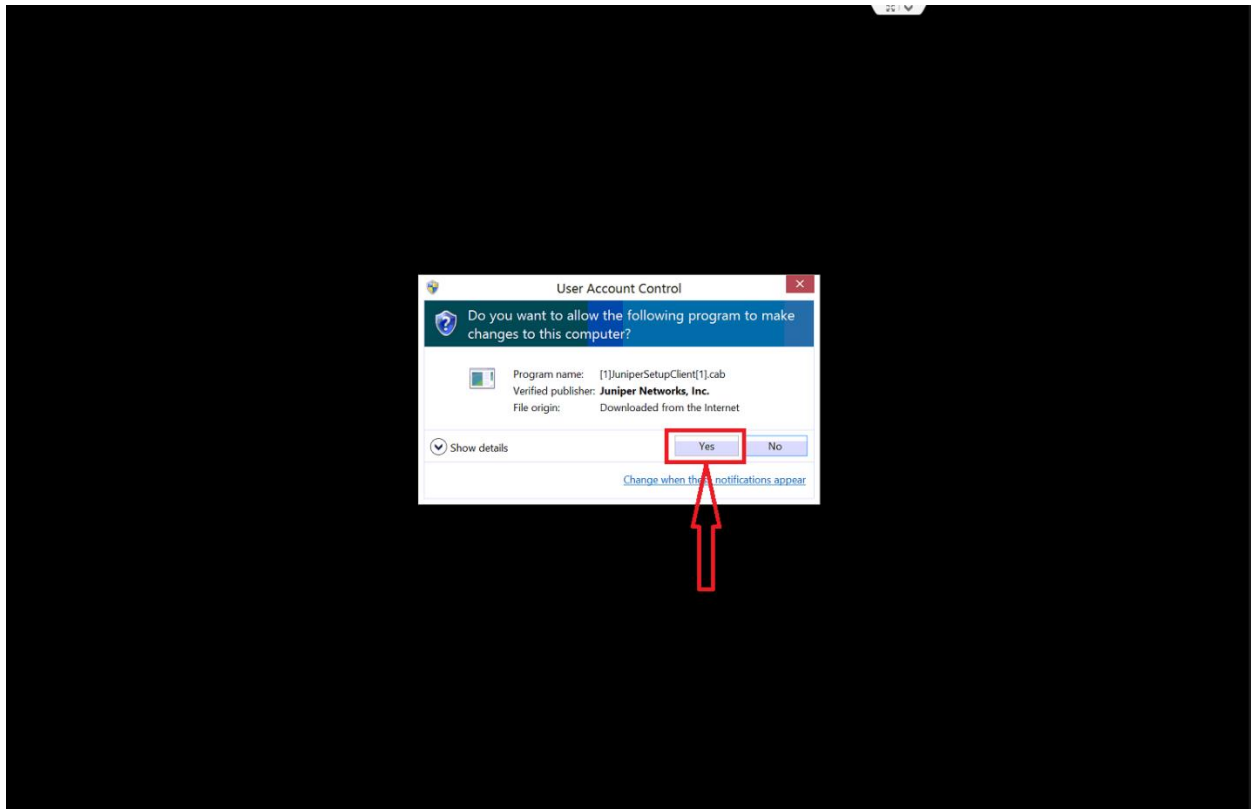 User Account Control
Do you want to allow the following program to make
changes to this computer?
Program name: [1]JuniperSetupClient[1].cab
Verified publisher: Juniper Networks, Inc.
File origin: Downloaded from the Internet
Show details
Yes No
Change when notifications appear